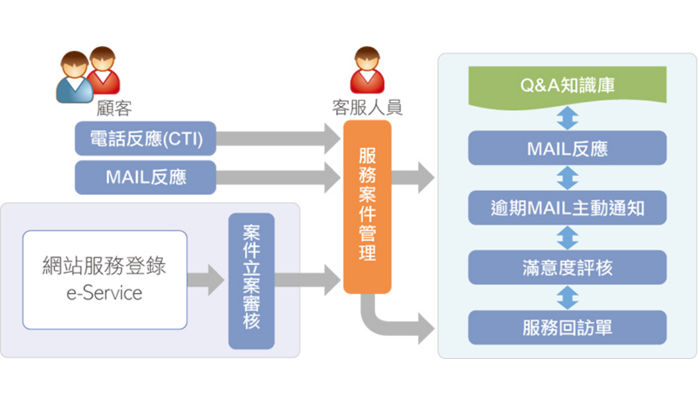 顧客
客服人員
電話反應(CTI)
MAIL反應
網站服務登錄
e-Service
案件立案審核
服務案件管理
Q&A知識庫
MAIL反應
逾期MAIL主動通知
滿意度評核
服務回訪單